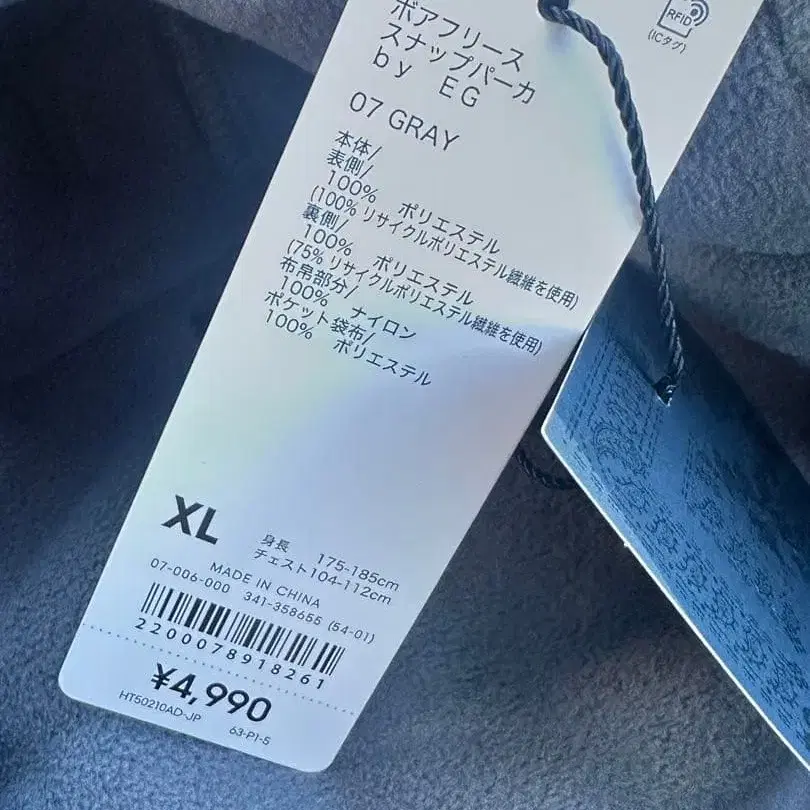 RFID
(ICタグ)
ボアフリース
スナップパーカ
by EG
07 GRAY
本体/
表側/
100% ポリエステル
(100% リサイクルポリエステル繊維を使用)
裏側/
100% ポリエステル
(75% リサイクルポリエステル繊維を使用)
布帛部分/
100% ナイロン
ポケット袋布/
100% ポリエステル
XL
身長 175-185cm
チェスト104-112cm
MADE IN CHINA
07-006-000 341-358655 (54-01)
2200078918261
¥4,990
HT50210AD-JP 63-P1-5